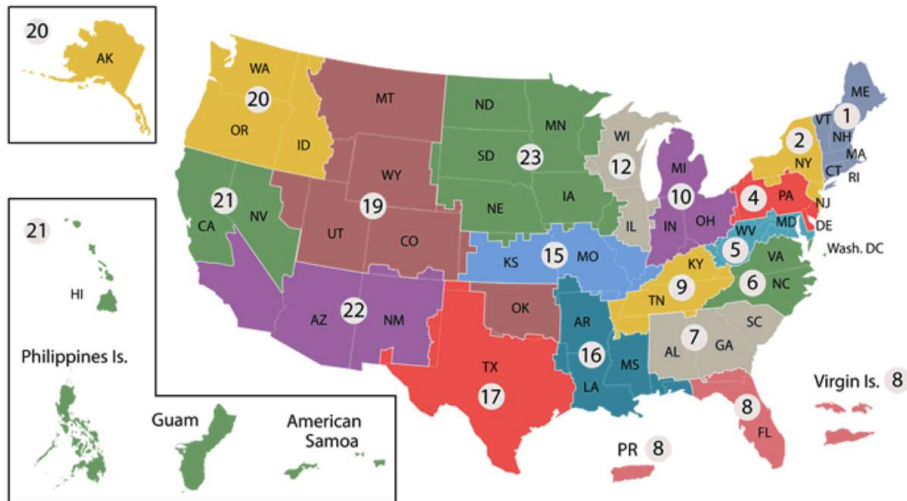 20
AK
WA
20
OR
ID
MT
WY
19
UT
CO
OK
ND
MN
SD
23
NE
IA
WI
12
IL
MI
10
IN
OH
ME
VT
1
NH
MA
CT
RI
2
NY
4
PA
NJ
DE
MD
WV
5
Wash. DC
VA
6
NC
KY
9
TN
KS
15
MO
21
CA
NV
22
AZ
NM
TX
17
AR
16
LA
MS
7
AL
GA
SC
8
FL
Virgin Is. 8
PR 8
21
HI
Philippines Is.
Guam
American
Samoa